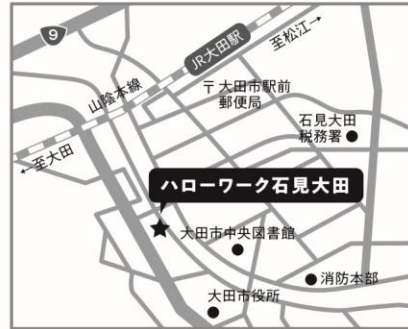 9
JR大田駅
至松江→
山陰本線
〒大田市駅前
郵便局
石見大田
税務署
←至大田
ハローワーク石見大田
大田市中央図書館
消防本部
大田市役所